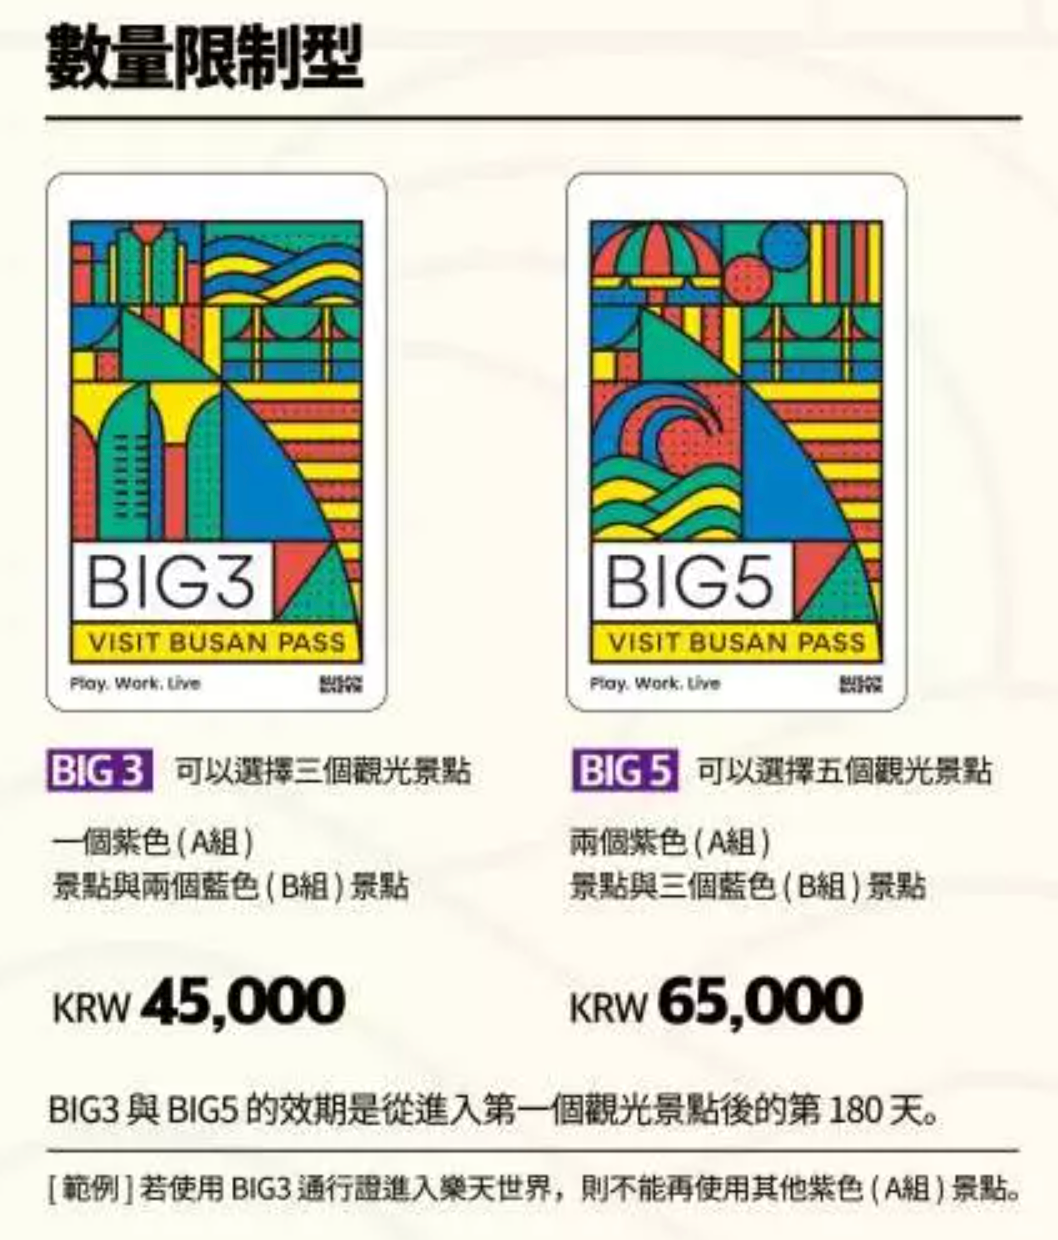 數量限制型
BIG3
VISIT BUSAN PASS
Play. Work. Live
BIG5
VISIT BUSAN PASS
Play. Work. Live
BIG 3 可以選擇三個觀光景點
一個紫色 ( A組 )
景點與兩個藍色 ( B組 ) 景點
KRW 45,000
BIG 5 可以選擇五個觀光景點
兩個紫色 ( A組 )
景點與三個藍色 ( B組 ) 景點
KRW 65,000
BIG3 與 BIG5 的效期是從進入第一個觀光景點後的第 180 天。
[ 範例 ] 若使用 BIG3 通行證進入樂天世界，則不能再使用其他紫色 ( A組 ) 景點。